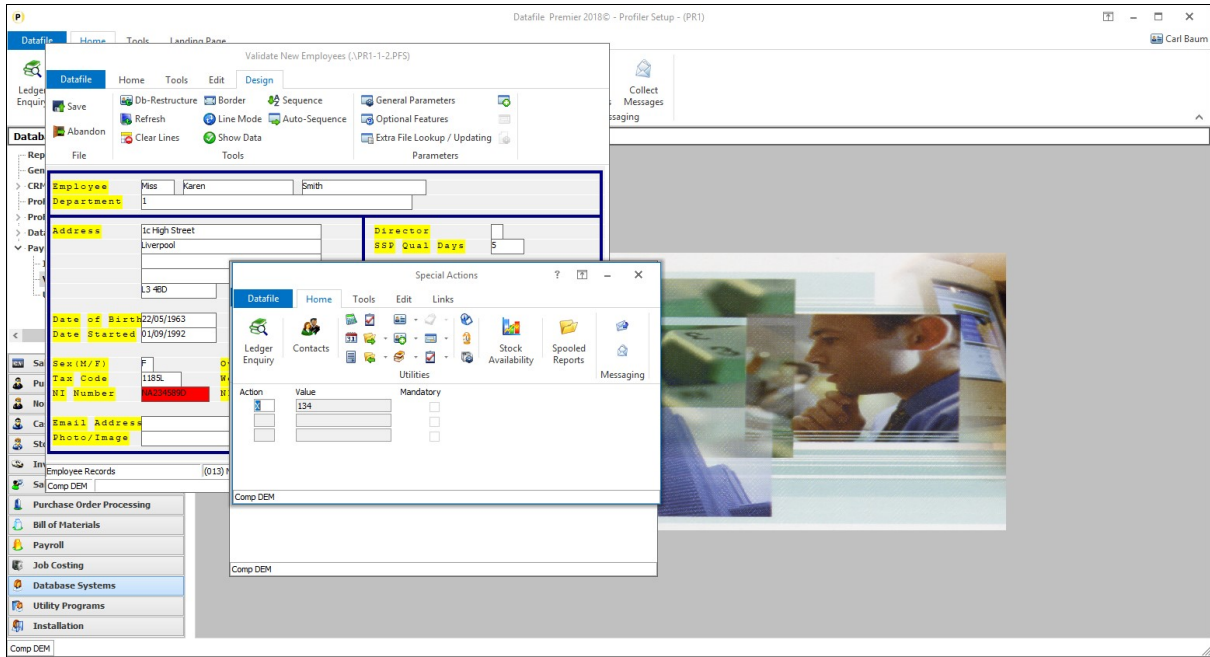 Datafile Premier 2018© - Profiler Setup - (PR1)
Datafile Home Tools Landing Page
Carl Baum
Validate New Employees (.\PR1-1-2.PFS)
Datafile Home Tools Edit Design
Save
Abandon
File
Db-Restructure Border Sequence
Refresh Line Mode Auto-Sequence
Clear Lines Show Data
Tools
General Parameters
Optional Features
Extra File Lookup / Updating
Parameters
Collect
Messages
Ledger
Employee Miss Karen Smith
Department 1
Address 1c High Street
Liverpool
L3 4BD
Director
SSP Qual Days 5
Date of Birth 22/05/1963
Date Started 01/09/1992
Sex(M/F) F
Tax Code 1185L
NI Number
Email Address
Photo/Image
Employee Records
Comp DEM
Special Actions
Datafile Home Tools Edit Links
Ledger
Enquiry
Contacts
Utilities
Stock
Availability
Spooled
Reports
Messaging
Action Value Mandatory
X 134
Comp DEM
Comp DEM
Purchase Order Processing
Bill of Materials
Payroll
Job Costing
Database Systems
Utility Programs
Installation
Comp DEM